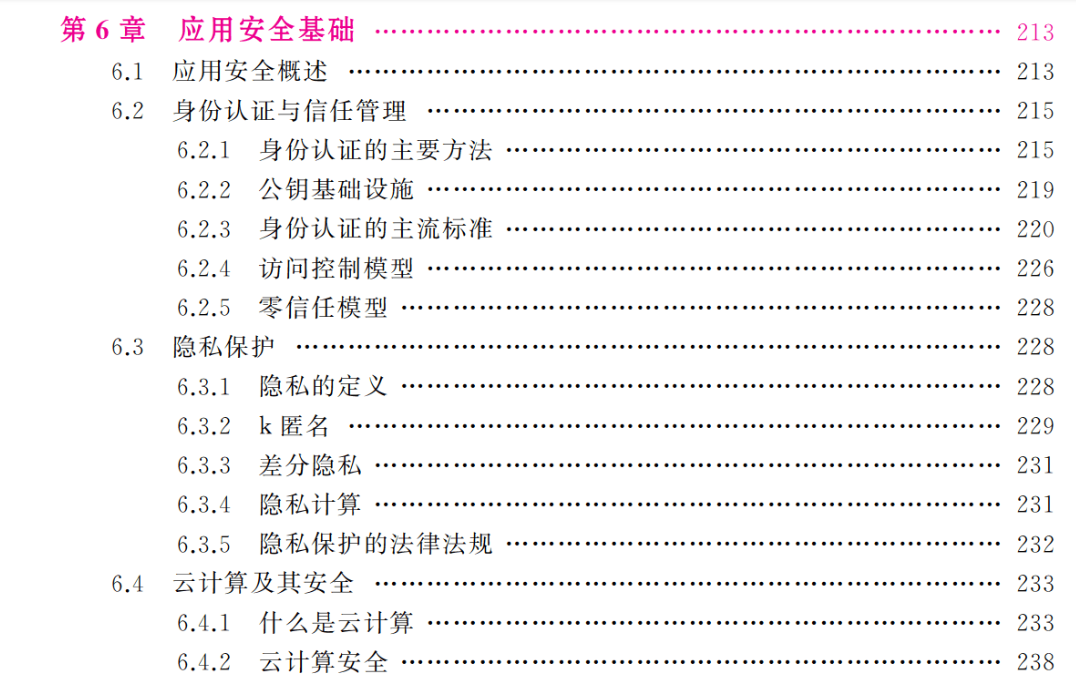 第 6 章 应用安全基础 …………………………………………………………………… 213
6.1 应用安全概述 …………………………………………………………………… 213
6.2 身份认证与信任管理 ……………………………………………………………… 215
6.2.1 身份认证的主要方法 ……………………………………………………… 215
6.2.2 公钥基础设施 ……………………………………………………………… 219
6.2.3 身份认证的主流标准 ……………………………………………………… 220
6.2.4 访问控制模型 ……………………………………………………………… 226
6.2.5 零信任模型 ………………………………………………………………… 228
6.3 隐私保护 …………………………………………………………………………… 228
6.3.1 隐私的定义 ………………………………………………………………… 228
6.3.2 k 匿名 ……………………………………………………………………… 229
6.3.3 差分隐私 …………………………………………………………………… 231
6.3.4 隐私计算 …………………………………………………………………… 231
6.3.5 隐私保护的法律法规 ……………………………………………………… 232
6.4 云计算及其安全 …………………………………………………………………… 233
6.4.1 什么是云计算 ……………………………………………………………… 233
6.4.2 云计算安全 ………………………………………………………………… 238